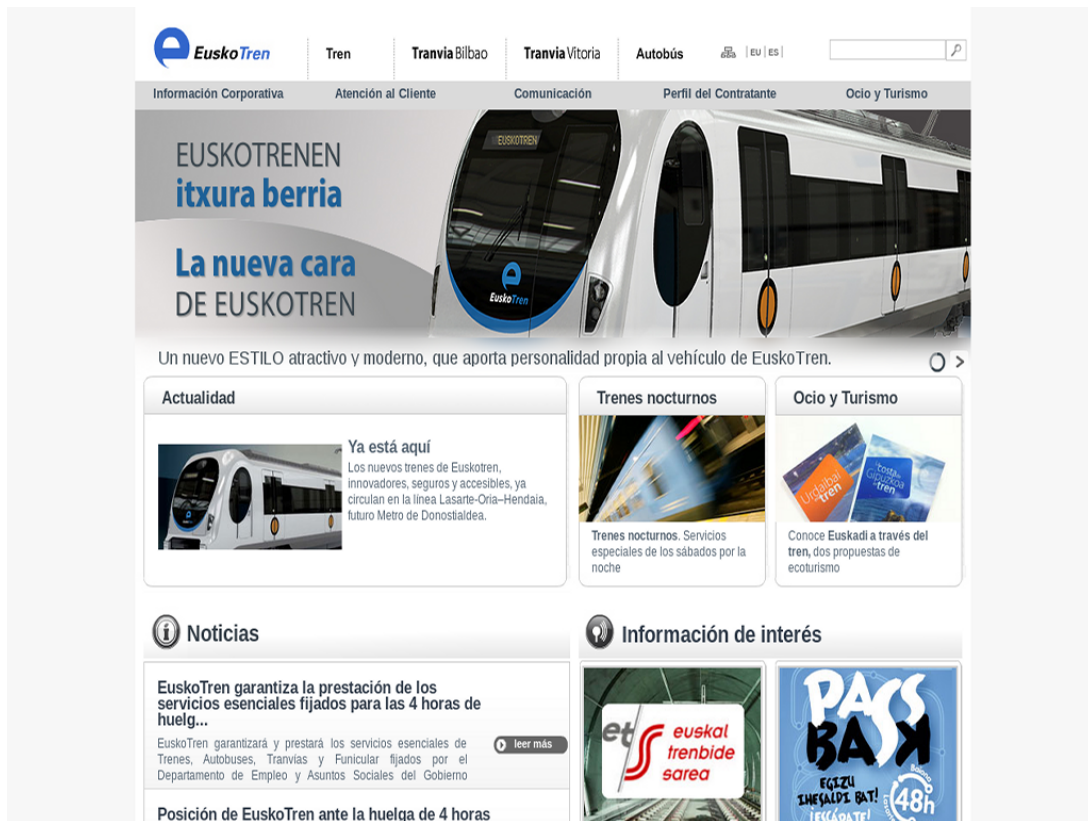 EuskoTren
Tren
Tranvia Bilbao
Tranvia Vitoria
Autobús
EU ES
Información Corporativa
Atención al Cliente
Comunicación
Perfil del Contratante
Ocio y Turismo
EUSKOTREN
EuskoTren
EUSKOTRENEN
itxura berria
La nueva cara
DE EUSKOTREN
Un nuevo ESTILO atractivo y moderno, que aporta personalidad propia al vehículo de EuskoTren.
Actualidad
Ya está aquí
Los nuevos trenes de Euskotren,
innovadores, seguros y accesibles, ya
circulan en la línea Lasarte-Oria–Hendaia,
futuro Metro de Donostialdea.
Trenes nocturnos
Trenes nocturnos. Servicios
especiales de los sábados por la
noche
Ocio y Turismo
Urdaibai
tren
costa
Gipuzkoa
tren
Conoce Euskadi a través del
tren, dos propuestas de
ecoturismo
Noticias
EuskoTren garantiza la prestación de los
servicios esenciales fijados para las 4 horas de
huelg...
EuskoTren garantizará y prestará los servicios esenciales de
Trenes, Autobuses, Tranvías y Funicular fijados por el
Departamento de Empleo y Asuntos Sociales del Gobierno
leer más
Posición de EuskoTren ante la huelga de 4 horas
Información de interés
ets euskal
trenbide
sarea
PASS
BASK
EGIZU
IHESALDI BAT!
¡ESCÁPATE!
Baiona
48h